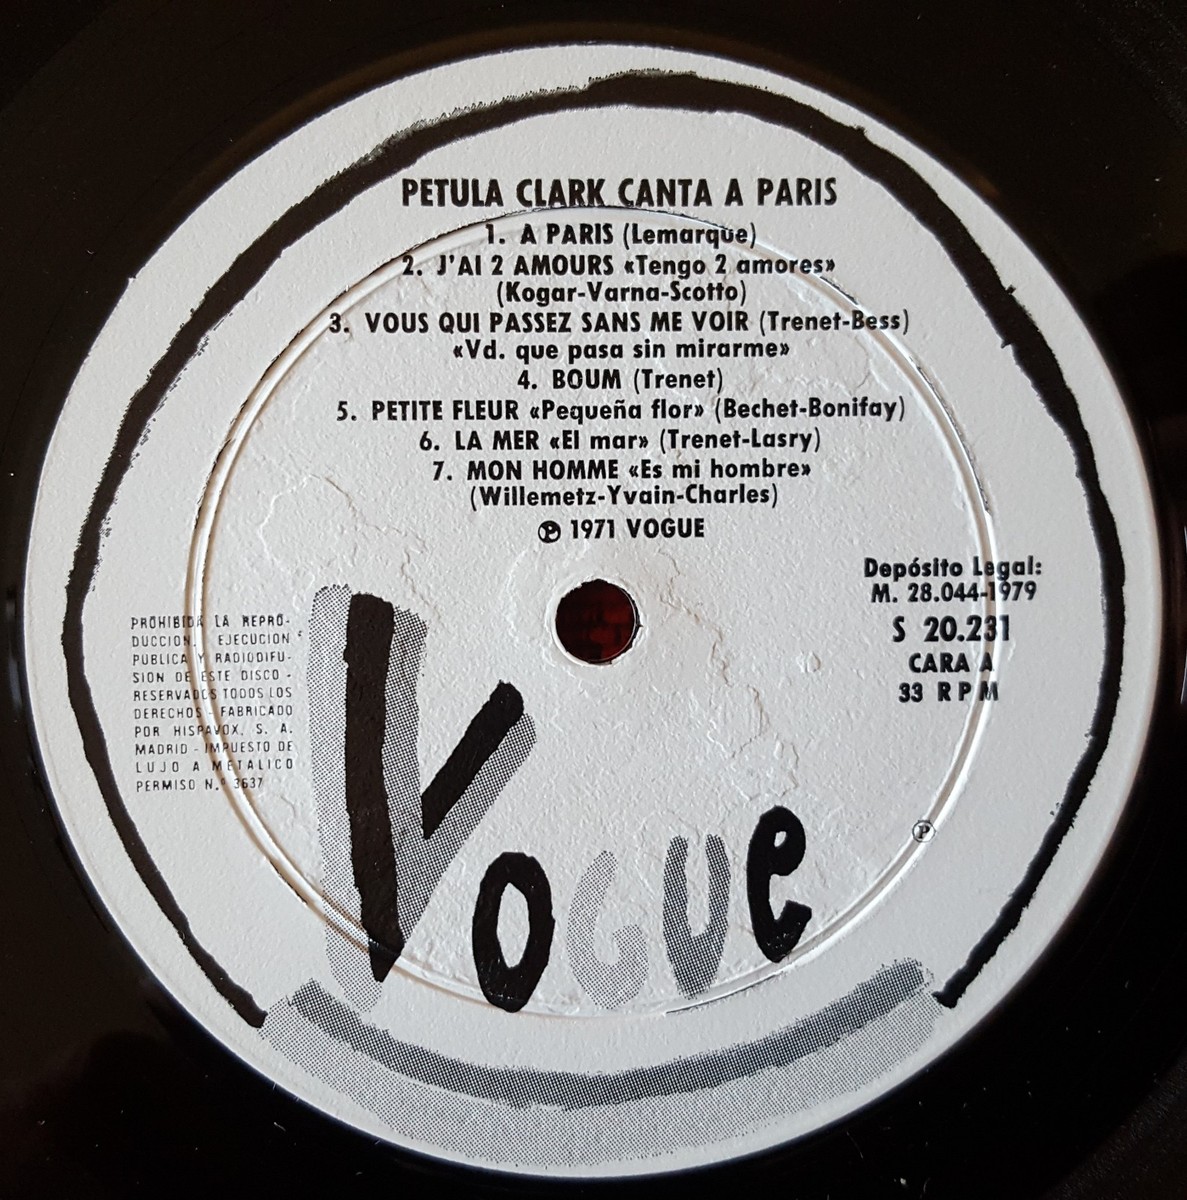 PETULA CLARK CANTA A PARIS
1. A PARIS (Lemarque)
2. J'AI 2 AMOURS «Tengo 2 amores»
(Kogar-Varna-Scotto)
3. VOUS QUI PASSEZ SANS ME VOIR (Trenet-Bess)
«Vd. que pasa sin mirarme»
4. BOUM (Trenet)
5. PETITE FLEUR «Pequeña flor» (Bechet-Bonifay)
6. LA MER «El mar» (Trenet-Lasry)
7. MON HOMME «Es mi hombre»
(Willemetz-Yvain-Charles)
℗ 1971 VOGUE
Depósito Legal:
M. 28.044-1979
S 20.231
CARA A
33 RPM
PROHIBIDA LA REPRO-
DUCCION, EJECUCION
PUBLICA Y RADIODIFU-
SION DE ESTE DISCO -
RESERVADOS TODOS LOS
DERECHOS - FABRICADO
POR HISPAVOX, S. A.
MADRID - IMPUESTO DE
LUJO A METALICO
PERMISO N.º 3637
Vogue
℗